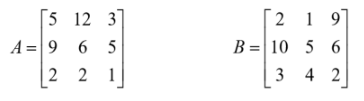 A = [5 12 3; 9 6 5; 2 2 1] B = [2 1 9; 10 5 6; 3 4 2]